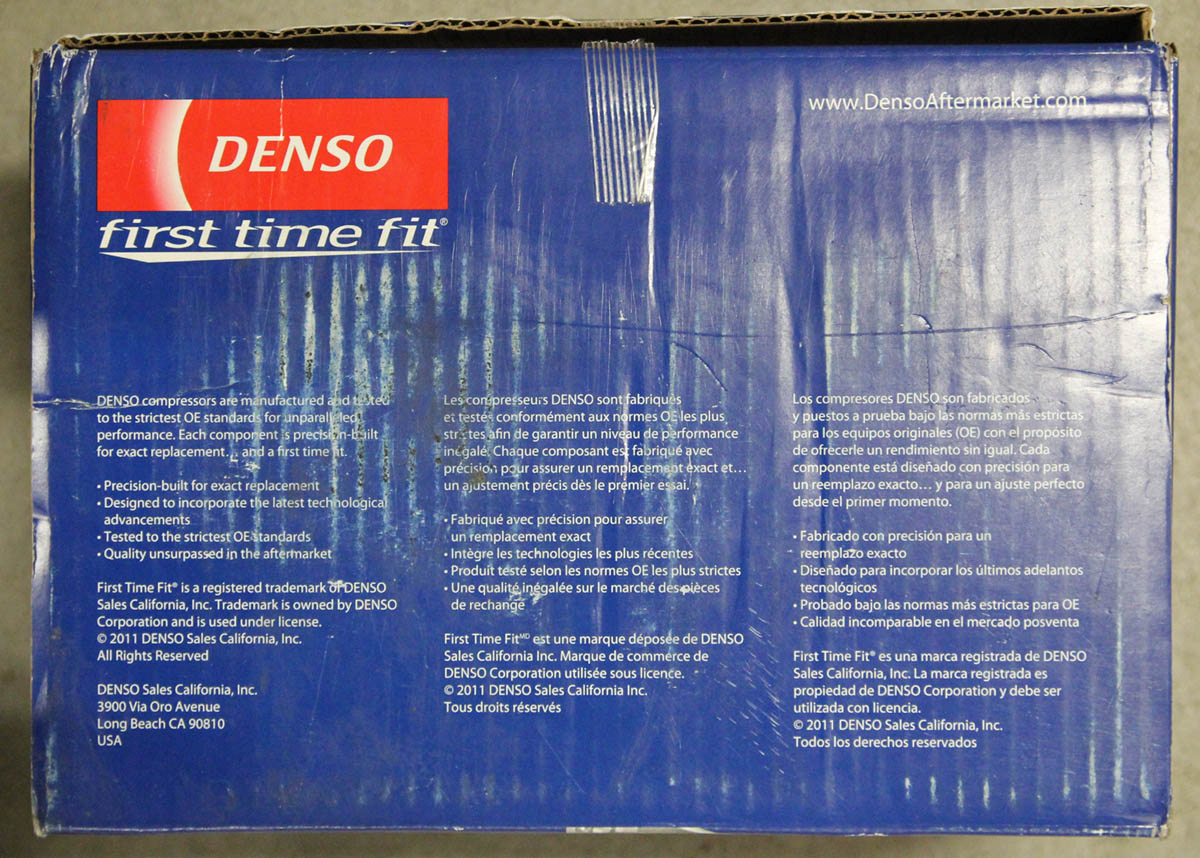 DENSO
first time fit®
www.DensoAftermarket.com
DENSO compressors are manufactured and tested
to the strictest OE standards for unparalleled
performance. Each component is precision-built
for exact replacement... and a first time fit.
• Precision-built for exact replacement
• Designed to incorporate the latest technological
advancements
• Tested to the strictest OE standards
• Quality unsurpassed in the aftermarket
First Time Fit® is a registered trademark of DENSO
Sales California, Inc. Trademark is owned by DENSO
Corporation and is used under license.
© 2011 DENSO Sales California, Inc.
All Rights Reserved
DENSO Sales California, Inc.
3900 Via Oro Avenue
Long Beach CA 90810
USA
Les compresseurs DENSO sont fabriqués
et testés conformément aux normes OE les plus
strictes afin de garantir un niveau de performance
inégalé. Chaque composant est fabriqué avec
précision pour assurer un remplacement exact et...
un ajustement précis dès le premier essai.
• Fabriqué avec précision pour assurer
un remplacement exact
• Intègre les technologies les plus récentes
• Produit testé selon les normes OE les plus strictes
• Une qualité inégalée sur le marché des pièces
de rechange
First Time Fit MD est une marque déposée de DENSO
Sales California Inc. Marque de commerce de
DENSO Corporation utilisée sous licence.
© 2011 DENSO Sales California Inc.
Tous droits réservés
Los compresores DENSO son fabricados
y puestos a prueba bajo las normas más estrictas
para los equipos originales (OE) con el propósito
de ofrecerle un rendimiento sin igual. Cada
componente está diseñado con precisión para
un reemplazo exacto... y para un ajuste perfecto
desde el primer momento.
• Fabricado con precisión para un
reemplazo exacto
• Diseñado para incorporar los últimos adelantos
tecnológicos
• Probado bajo las normas más estrictas para OE
• Calidad incomparable en el mercado posventa
First Time Fit® es una marca registrada de DENSO
Sales California, Inc. La marca registrada es
propiedad de DENSO Corporation y debe ser
utilizada con licencia.
© 2011 DENSO Sales California, Inc.
Todos los derechos reservados